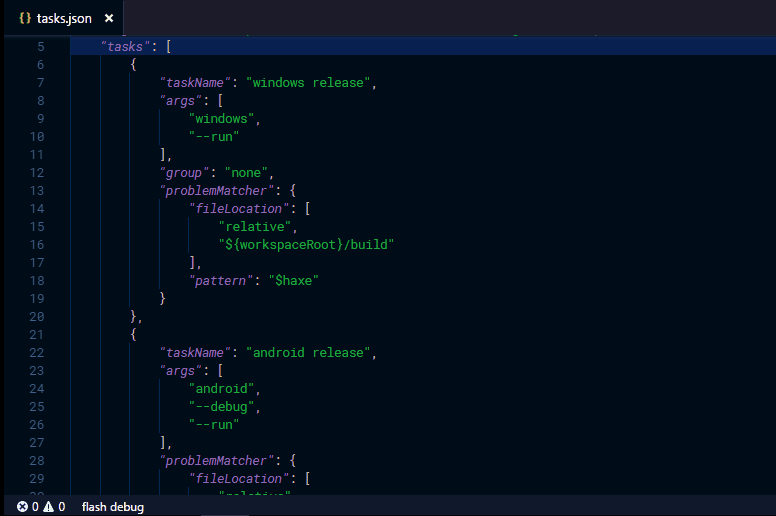 {} tasks.json ×
5 "tasks": [
6 {
7 "taskName": "windows release",
8 "args": [
9 "windows",
10 "--run"
11 ],
12 "group": "none",
13 "problemMatcher": {
14 "fileLocation": [
15 "relative",
16 "${workspaceRoot}/build"
17 ],
18 "pattern": "$haxe"
19 }
20 },
21 {
22 "taskName": "android release",
23 "args": [
24 "android",
25 "--debug",
26 "--run"
27 ],
28 "problemMatcher": {
29 "fileLocation": [
30 "relative"
0 0 flash debug